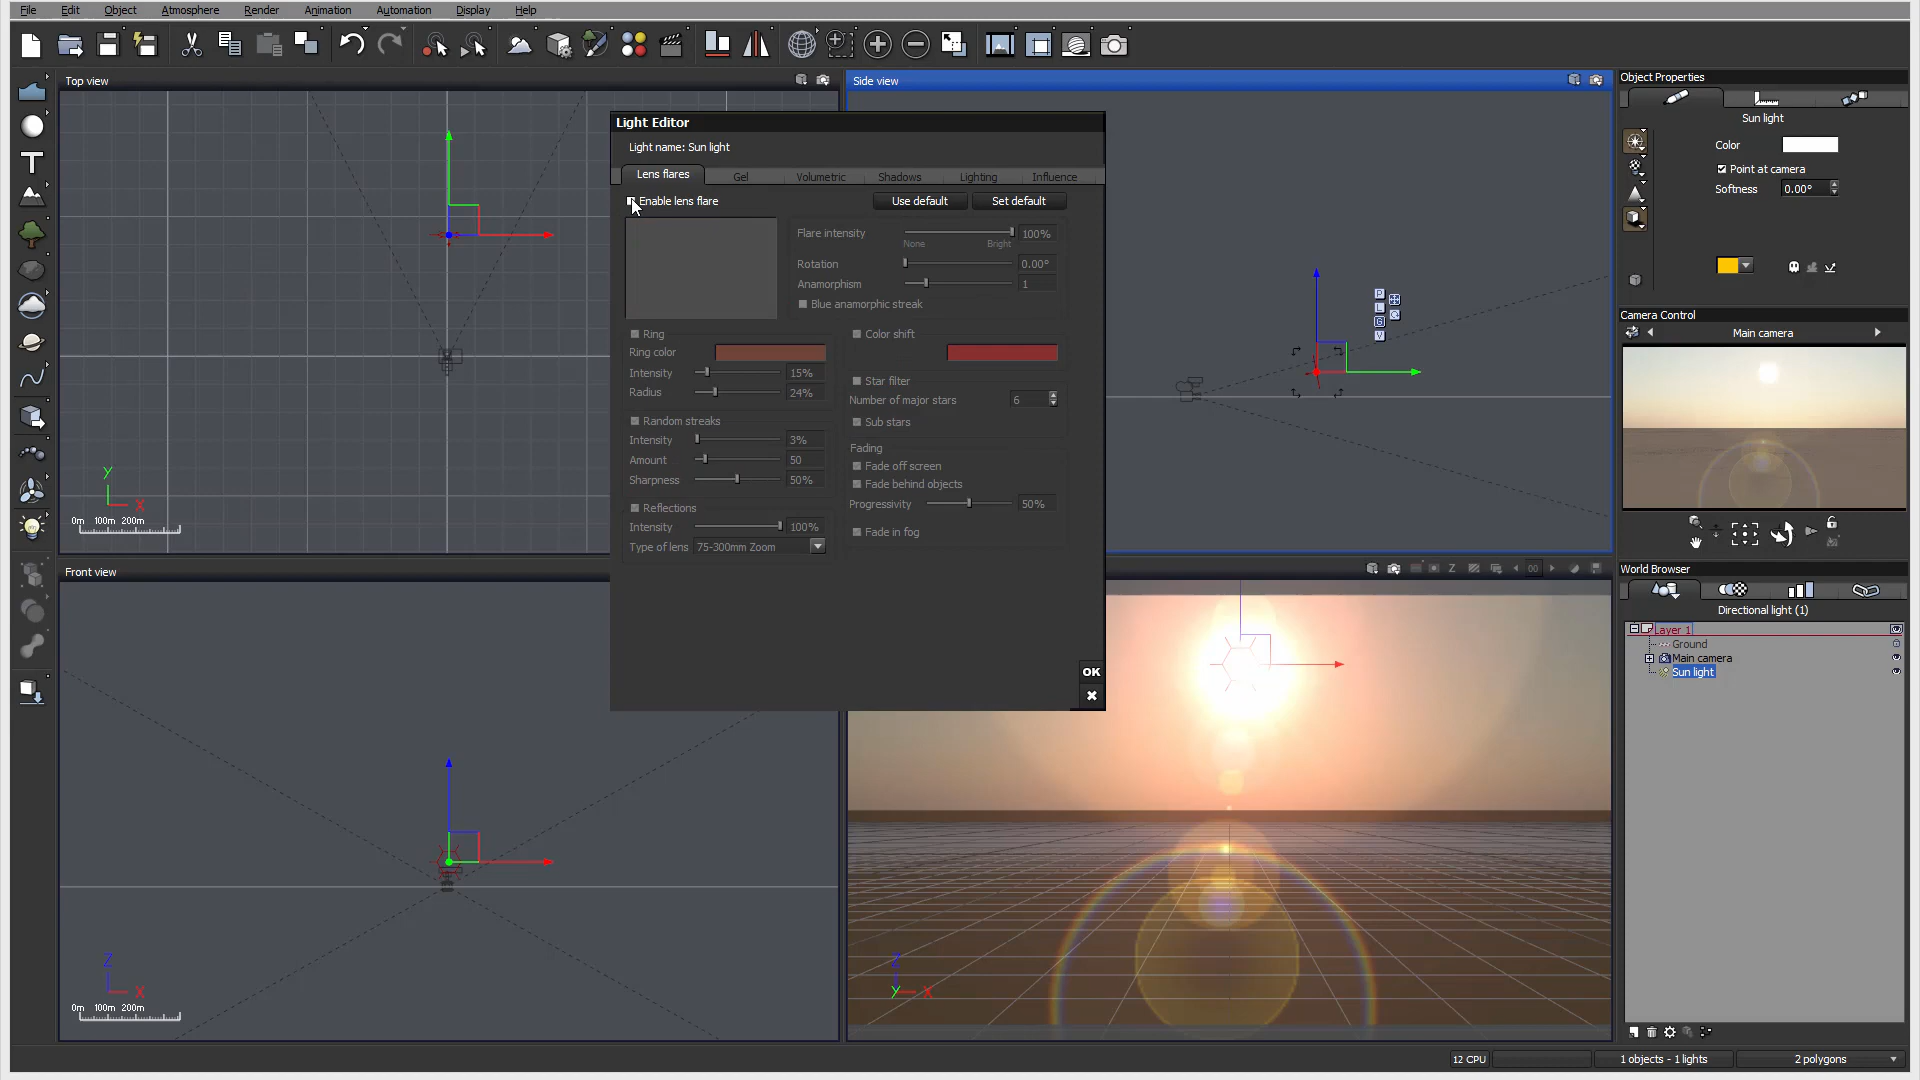 File Edit Object Atmosphere Render Animation Automation Display Help
Top view
Side view
Object Properties
Sun light
Color
Point at camera
Softness 0.00°
Light Editor
Light name: Sun light
Lens flares Gel Volumetric Shadows Lighting Influence
Enable lens flare Use default Set default
Flare intensity 100%
None Bright
Rotation 0.00°
Anamorphism 1
Blue anamorphic streak
Ring
Ring color
Intensity 15%
Radius 24%
Random streaks
Intensity 3%
Amount 50
Sharpness 50%
Reflections
Intensity 100%
Type of lens 75-300mm Zoom
Color shift
Star filter
Number of major stars 6
Sub stars
Fading
Fade off screen
Fade behind objects
Progressivity 50%
Fade in fog
OK
P
L
G
V
Y
X
0m 100m 200m
Front view
Z
X
0m 100m 200m
Z 00
Z
Y X
Camera Control
Main camera
World Browser
Directional light (1)
Layer 1
Ground
Main camera
Sun light
12 CPU 1 objects - 1 lights 2 polygons